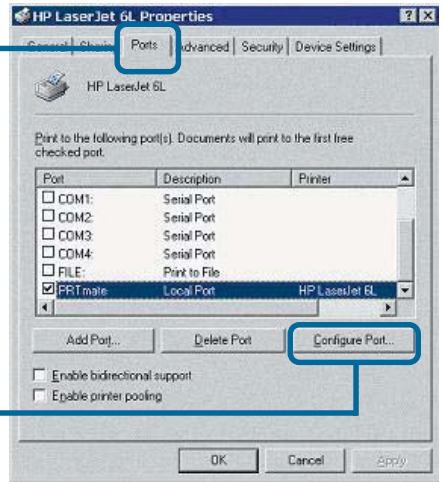 HP LaserJet 6L Properties
General Sharing Ports Advanced Security Device Settings
HP LaserJet 6L
Print to the following port(s). Documents will print to the first free
checked port.
Port Description Printer
COM1: Serial Port
COM2: Serial Port
COM3: Serial Port
COM4: Serial Port
FILE: Print to File
PRTmate: Local Port HP LaserJet 6L
Add Port... Delete Port Configure Port...
Enable bidirectional support
Enable printer pooling
OK Cancel Apply